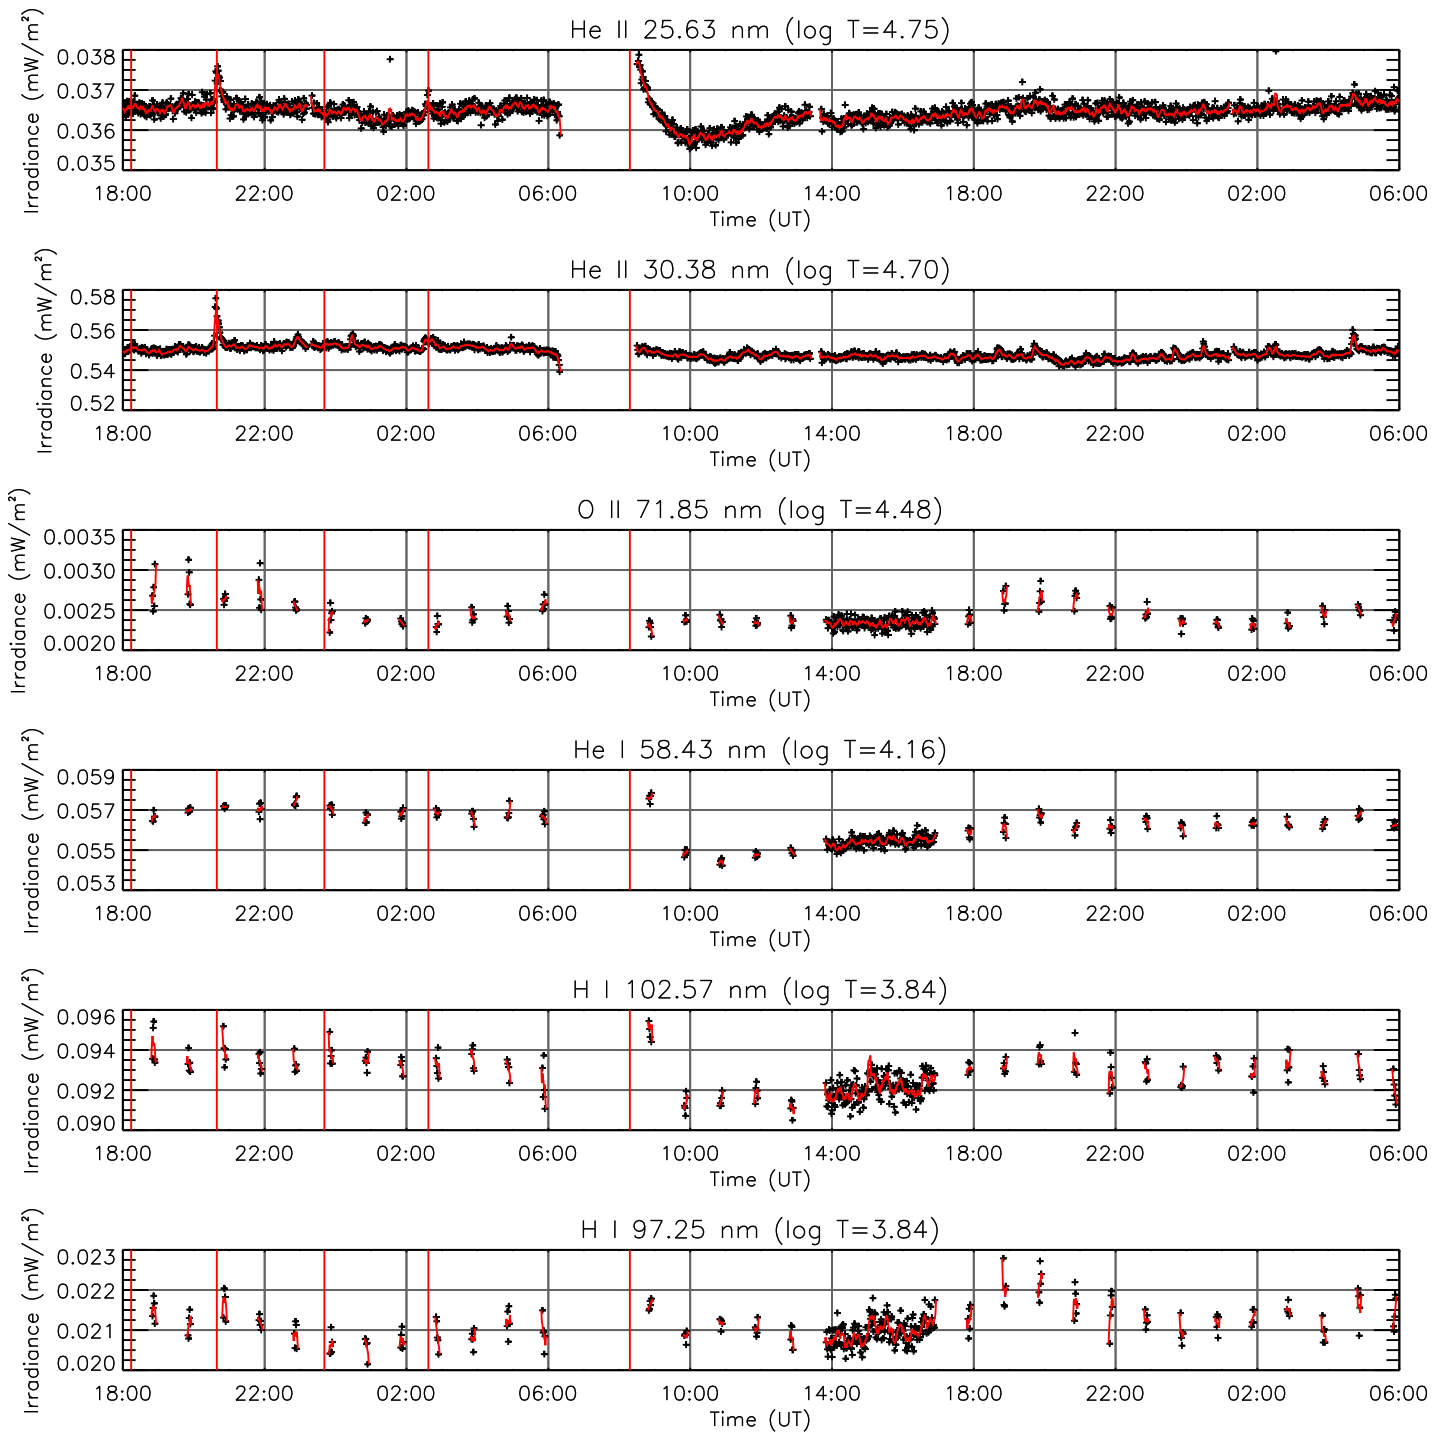 He II 25.63 nm (log T=4.75)
Irradiance (mW/m²)
0.038
0.037
0.036
0.035
18:00 22:00 02:00 06:00 10:00 14:00 18:00 22:00 02:00 06:00
Time (UT)
He II 30.38 nm (log T=4.70)
Irradiance (mW/m²)
0.58
0.56
0.54
0.52
18:00 22:00 02:00 06:00 10:00 14:00 18:00 22:00 02:00 06:00
Time (UT)
O II 71.85 nm (log T=4.48)
Irradiance (mW/m²)
0.0035
0.0030
0.0025
0.0020
18:00 22:00 02:00 06:00 10:00 14:00 18:00 22:00 02:00 06:00
Time (UT)
He I 58.43 nm (log T=4.16)
Irradiance (mW/m²)
0.059
0.057
0.055
0.053
18:00 22:00 02:00 06:00 10:00 14:00 18:00 22:00 02:00 06:00
Time (UT)
H I 102.57 nm (log T=3.84)
Irradiance (mW/m²)
0.096
0.094
0.092
0.090
18:00 22:00 02:00 06:00 10:00 14:00 18:00 22:00 02:00 06:00
Time (UT)
H I 97.25 nm (log T=3.84)
Irradiance (mW/m²)
0.023
0.022
0.021
0.020
18:00 22:00 02:00 06:00 10:00 14:00 18:00 22:00 02:00 06:00
Time (UT)